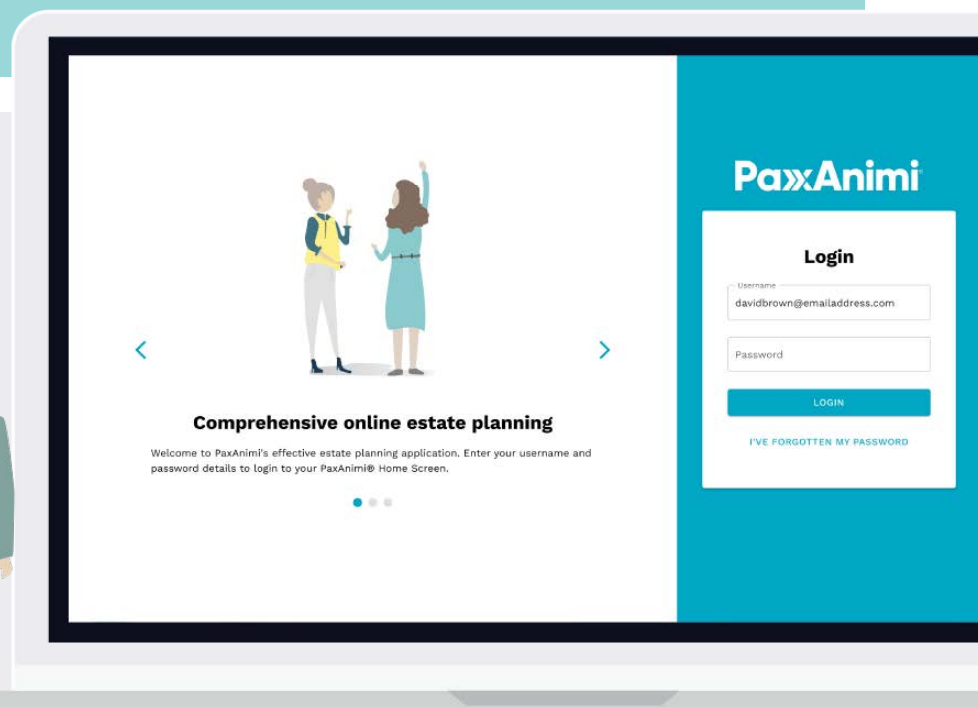 PaxAnimi
Login
Username
davidbrown@emailaddress.com
Password
LOGIN
I'VE FORGOTTEN MY PASSWORD
Comprehensive online estate planning
Welcome to PaxAnimi's effective estate planning application. Enter your username and
password details to login to your PaxAnimi® Home Screen.